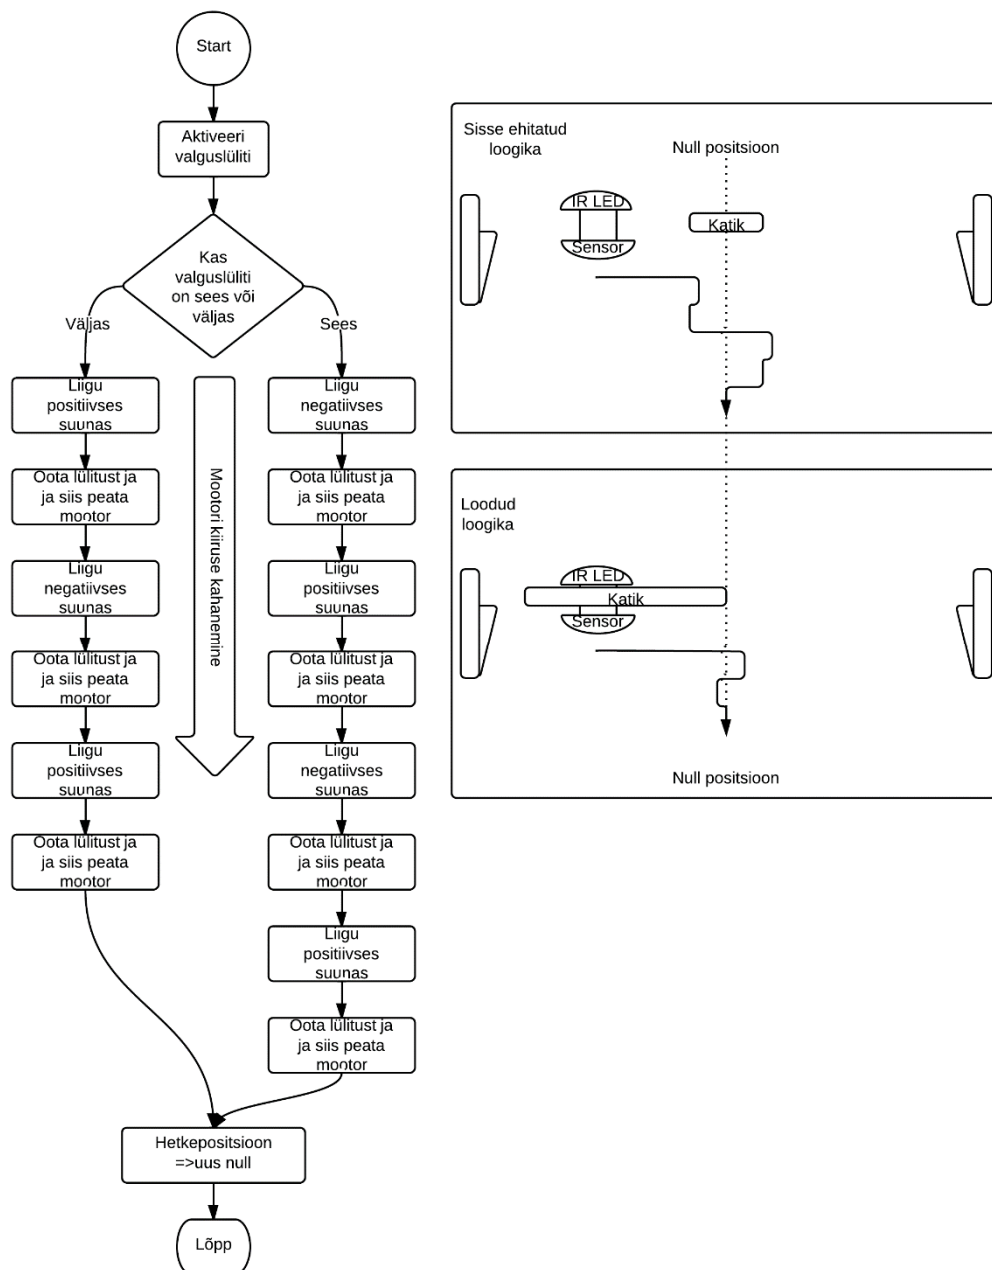 Start
Aktiveeri
valguslüliti
Kas
valguslüliti
on sees või
väljas
Väljas
Sees
Liigu
positiivses
suunas
Oota lülitust ja
ja siis peata
mootor
Liigu
negatiivses
suunas
Oota lülitust ja
ja siis peata
mootor
Liigu
positiivses
suunas
Oota lülitust ja
ja siis peata
mootor
Mootori kiiruse kahanemine
Liigu
negatiivses
suunas
Oota lülitust ja
ja siis peata
mootor
Liigu
positiivses
suunas
Oota lülitust ja
ja siis peata
mootor
Liigu
negatiivses
suunas
Oota lülitust ja
ja siis peata
mootor
Liigu
positiivses
suunas
Oota lülitust ja
ja siis peata
mootor
Hetkepositsioon
=>uus null
Lõpp
Sisse ehitatud
loogika
Null positsioon
IR LED
Katik
Sensor
Loodud
loogika
IR LED
Katik
Sensor
Null positsioon